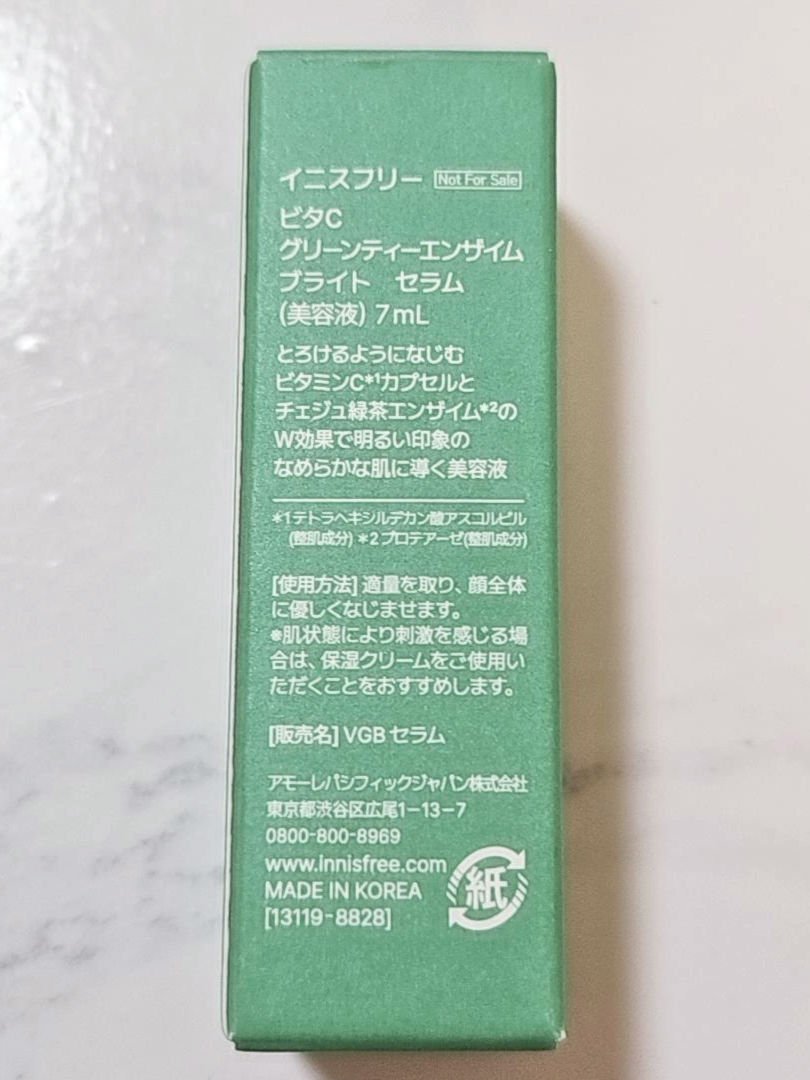 イニスフリー Not For Sale
ビタC
グリーンティーエンザイム
ブライト　セラム
(美容液) 7mL
とろけるようになじむ
ビタミンC*¹カプセルと
チェジュ緑茶エンザイム*²の
W効果で明るい印象の
なめらかな肌に導く美容液
*1テトラヘキシルデカン酸アスコルビル
(整肌成分) *2プロテアーゼ(整肌成分)
[使用方法] 適量を取り、顔全体
に優しくなじませます。
*肌状態により刺激を感じる場
合は、保湿クリームをご使用い
ただくことをおすすめします。
[販売名] VGB セラム
アモーレパシフィックジャパン株式会社
東京都渋谷区広尾1-13-7
0800-800-8969
www.innisfree.com
MADE IN KOREA
[13119-8828]
紙